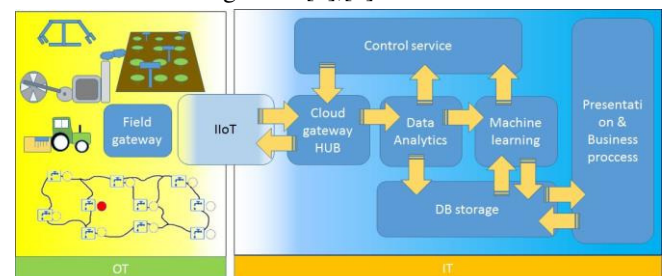 Control service
Field
gateway
IIoT
Cloud
gateway
HUB
Data
Analytics
Machine
learning
Presentati
on &
Business
proccess
DB storage
OT
IT